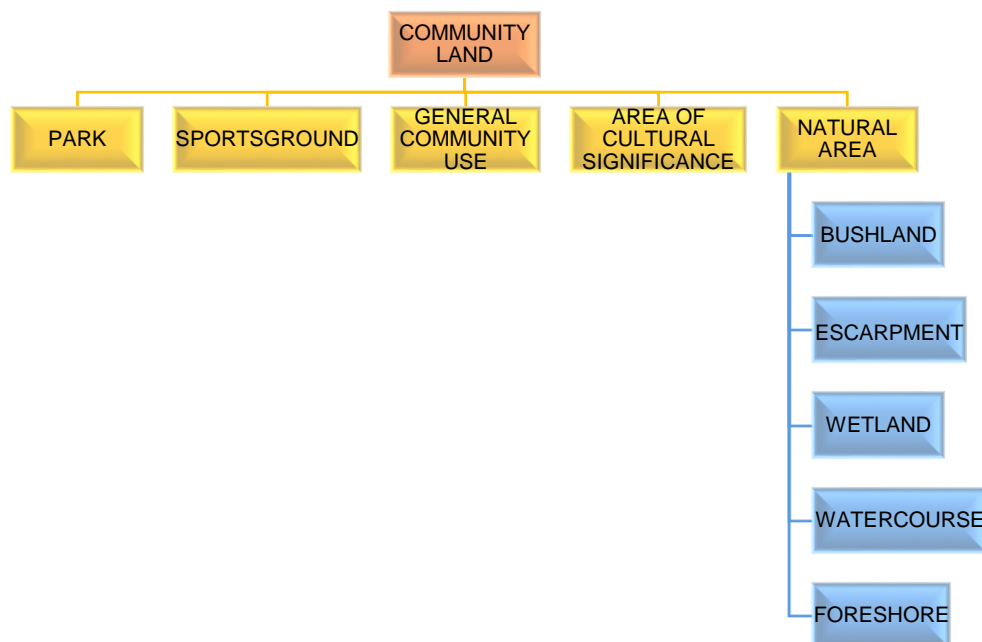 COMMUNITY
LAND
PARK
SPORTSGROUND
GENERAL
COMMUNITY
USE
AREA OF
CULTURAL
SIGNIFICANCE
NATURAL
AREA
BUSHLAND
ESCARPMENT
WETLAND
WATERCOURSE
FORESHORE